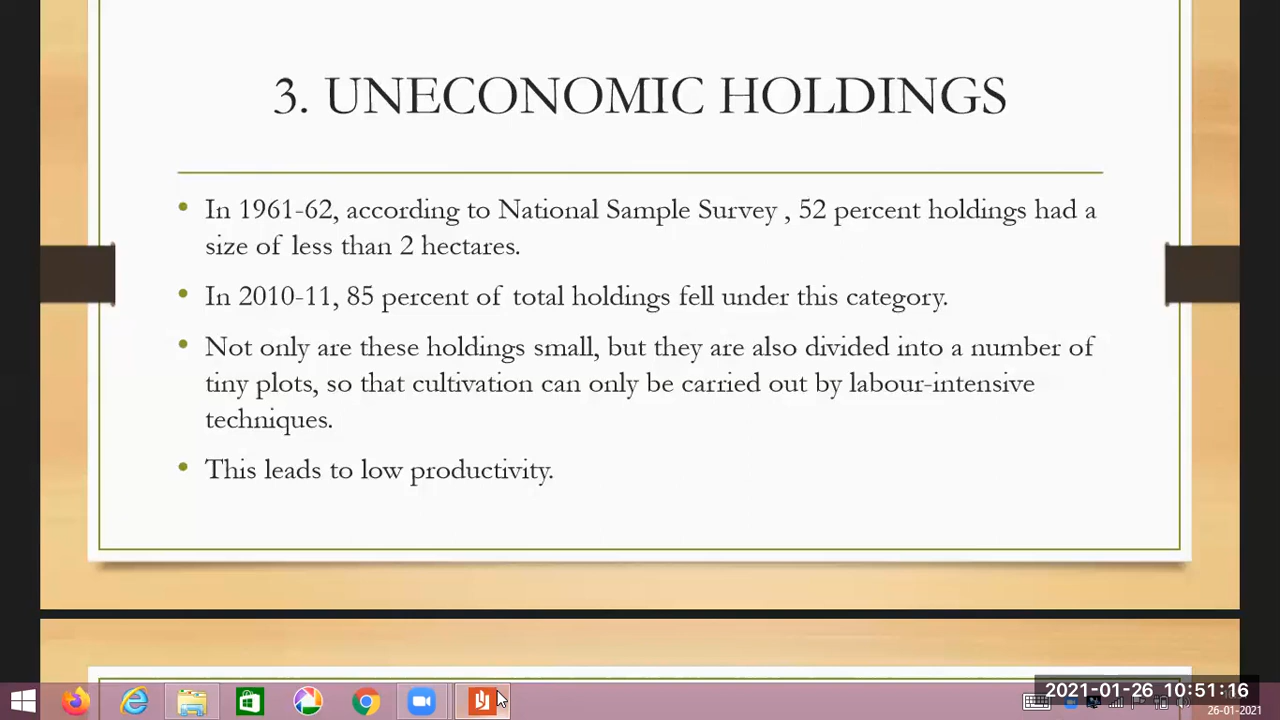 3. UNECONOMIC HOLDINGS
• In 1961-62, according to National Sample Survey , 52 percent holdings had a
size of less than 2 hectares.
• In 2010-11, 85 percent of total holdings fell under this category.
• Not only are these holdings small, but they are also divided into a number of
tiny plots, so that cultivation can only be carried out by labour-intensive
techniques.
• This leads to low productivity.
2021-01-26 10:51:16
26-01-2021